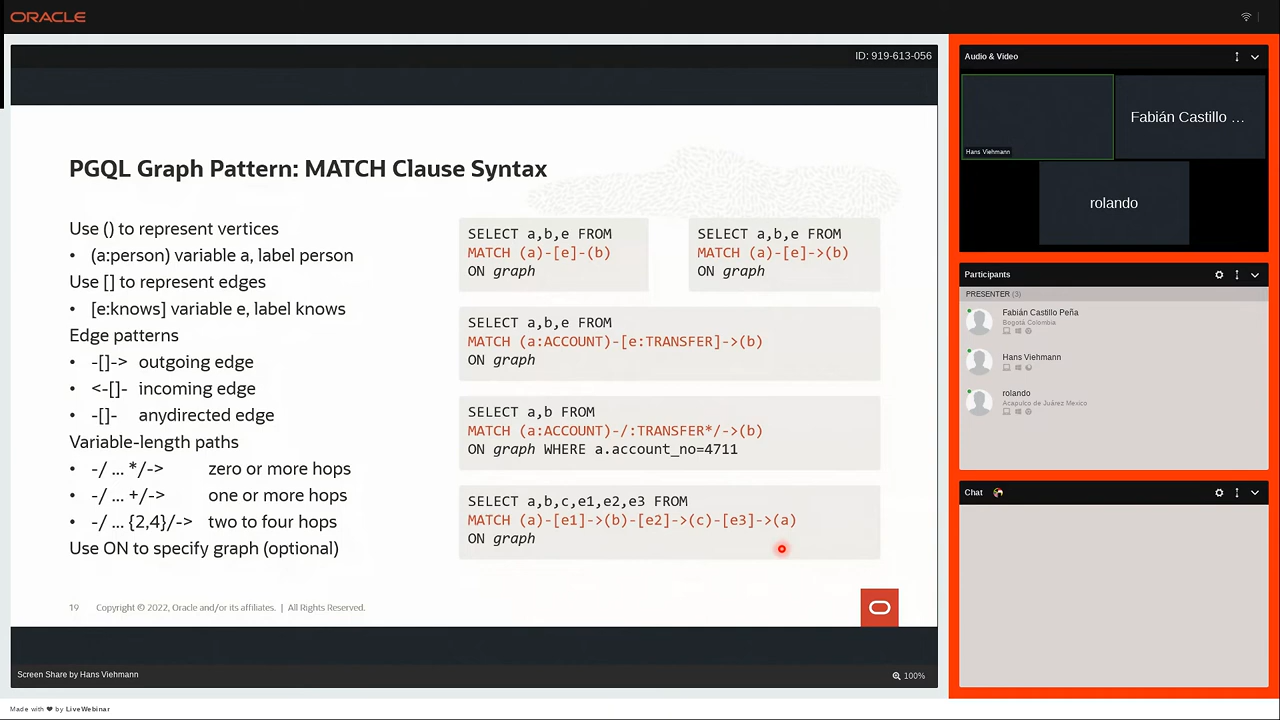 ORACLE
ID: 919-613-056
PGQL Graph Pattern: MATCH Clause Syntax
Use () to represent vertices
• (a:person) variable a, label person
Use [] to represent edges
• [e:knows] variable e, label knows
Edge patterns
• -[]-> outgoing edge
• <-[]- incoming edge
• -[]- anydirected edge
Variable-length paths
• -/ ... */-> zero or more hops
• -/ ... +/-> one or more hops
• -/ ... {2,4}/-> two to four hops
Use ON to specify graph (optional)
SELECT a,b,e FROM
MATCH (a)-[e]-(b)
ON graph
SELECT a,b,e FROM
MATCH (a)-[e]->(b)
ON graph
SELECT a,b,e FROM
MATCH (a:ACCOUNT)-[e:TRANSFER]->(b)
ON graph
SELECT a,b FROM
MATCH (a:ACCOUNT)-/:TRANSFER*/->(b)
ON graph WHERE a.account_no=4711
SELECT a,b,c,e1,e2,e3 FROM
MATCH (a)-[e1]->(b)-[e2]->(c)-[e3]->(a)
ON graph
19 Copyright © 2022, Oracle and/or its affiliates. | All Rights Reserved.
Screen Share by Hans Viehmann
100%
Made with ❤ by LiveWebinar
Audio & Video
Hans Viehmann
Fabián Castillo ...
rolando
Participants
PRESENTER (3)
Fabián Castillo Peña
Bogotá Colombia
Hans Viehmann
rolando
Acapulco de Juárez Mexico
Chat